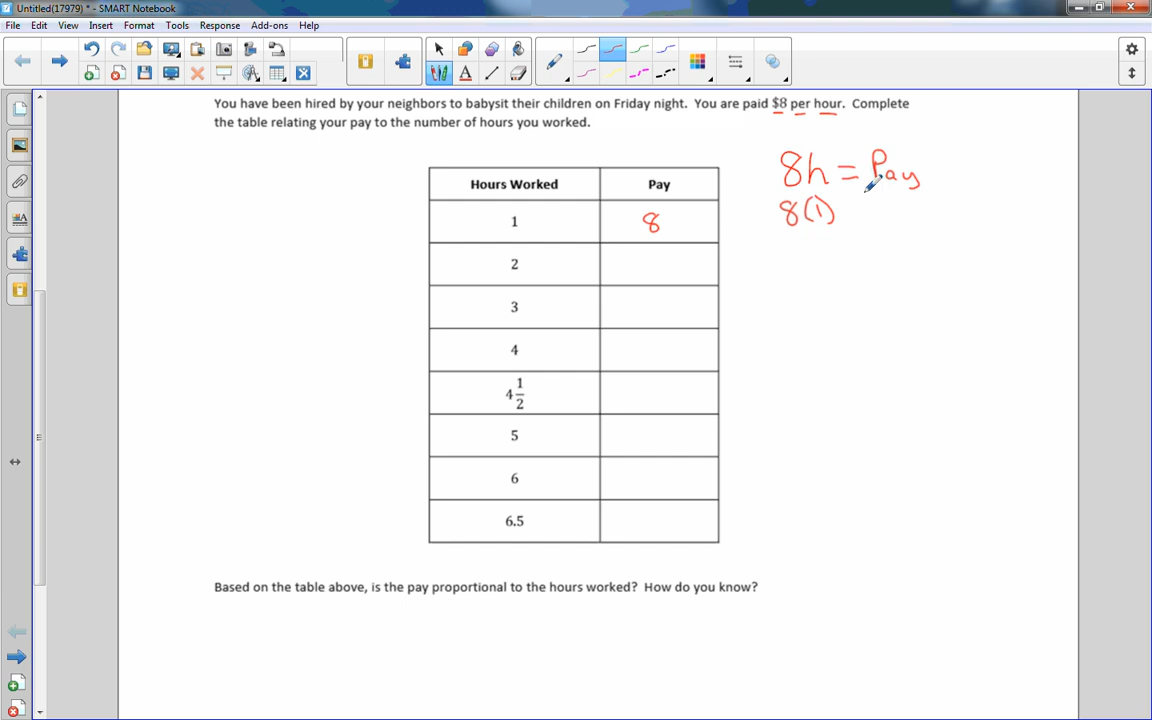 Untitled(17979) * - SMART Notebook
File Edit View Insert Format Tools Response Add-ons Help
You have been hired by your neighbors to babysit their children on Friday night. You are paid $8 per hour. Complete
the table relating your pay to the number of hours you worked.
8h = Pay
8(1)
Hours Worked Pay
1 8
2
3
4
4 1/2
5
6
6.5
Based on the table above, is the pay proportional to the hours worked? How do you know?